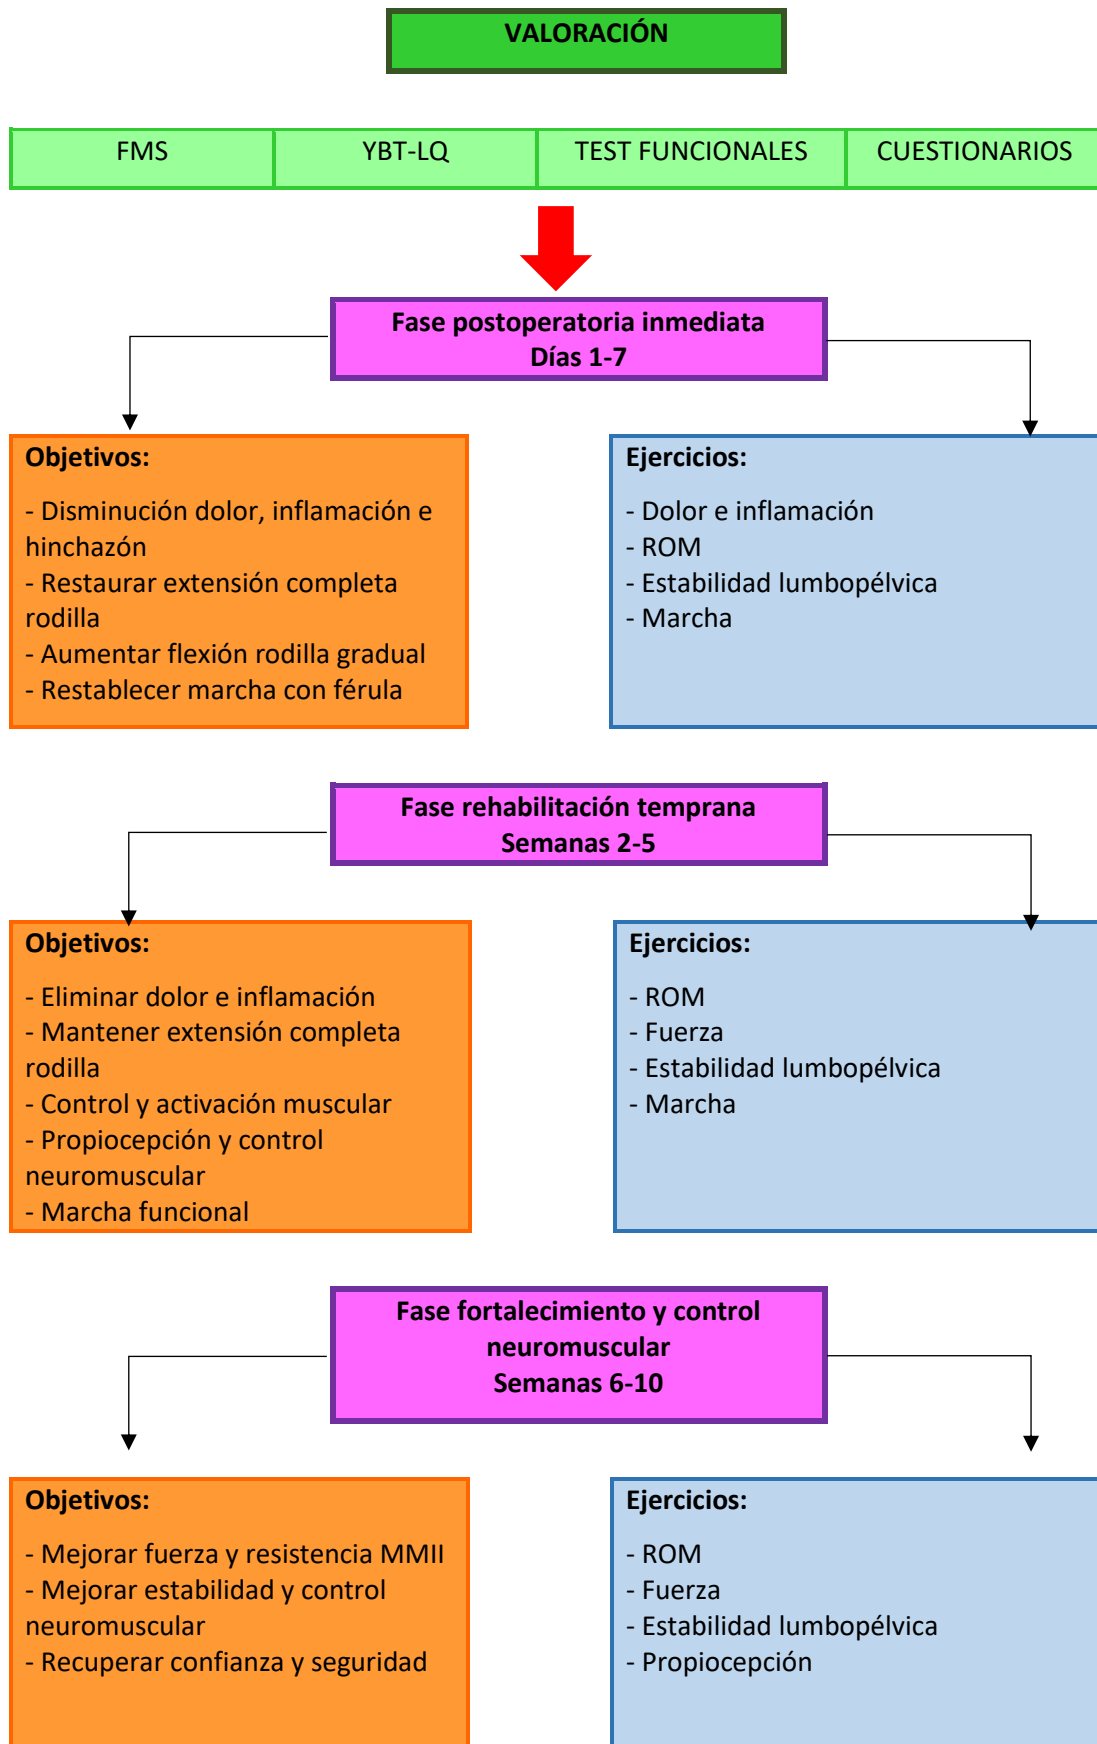 VALORACIÓN
FMS
YBT-LQ
TEST FUNCIONALES
CUESTIONARIOS
Fase postoperatoria inmediata
Días 1-7
Objetivos:
- Disminución dolor, inflamación e
hinchazón
- Restaurar extensión completa
rodilla
- Aumentar flexión rodilla gradual
- Restablecer marcha con férula
Ejercicios:
- Dolor e inflamación
- ROM
- Estabilidad lumbopélvica
- Marcha
Fase rehabilitación temprana
Semanas 2-5
Objetivos:
- Eliminar dolor e inflamación
- Mantener extensión completa
rodilla
- Control y activación muscular
- Propiocepción y control
neuromuscular
- Marcha funcional
Ejercicios:
- ROM
- Fuerza
- Estabilidad lumbopélvica
- Marcha
Fase fortalecimiento y control
neuromuscular
Semanas 6-10
Objetivos:
- Mejorar fuerza y resistencia MMII
- Mejorar estabilidad y control
neuromuscular
- Recuperar confianza y seguridad
Ejercicios:
- ROM
- Fuerza
- Estabilidad lumbopélvica
- Propiocepción